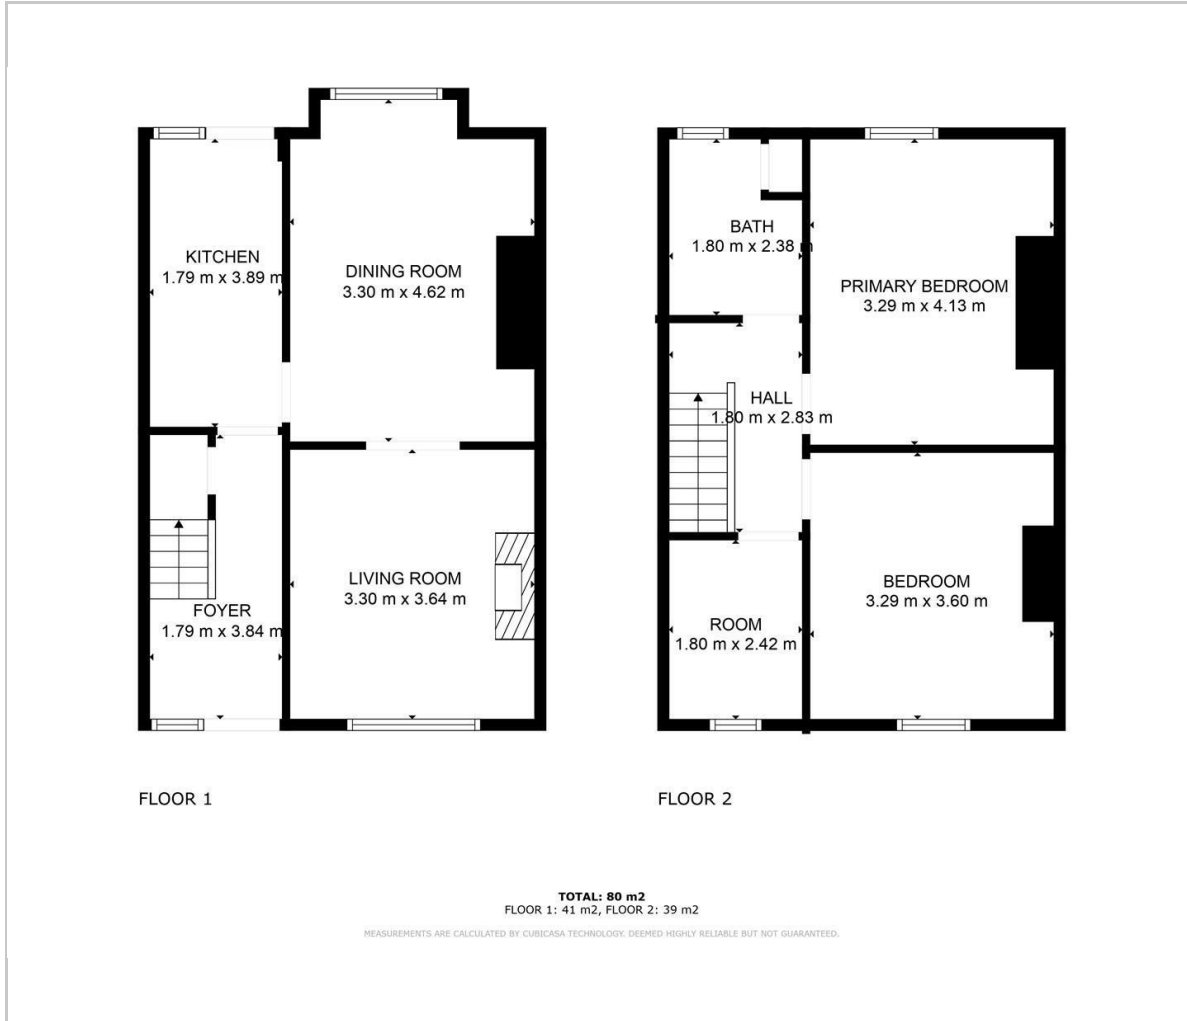 KITCHEN
1.79 m x 3.89 m
DINING ROOM
3.30 m x 4.62 m
FOYER
1.79 m x 3.84 m
LIVING ROOM
3.30 m x 3.64 m
FLOOR 1
BATH
1.80 m x 2.38 m
PRIMARY BEDROOM
3.29 m x 4.13 m
HALL
1.80 m x 2.83 m
BEDROOM
3.29 m x 3.60 m
ROOM
1.80 m x 2.42 m
FLOOR 2
TOTAL: 80 m2
FLOOR 1: 41 m2, FLOOR 2: 39 m2
MEASUREMENTS ARE CALCULATED BY CUBICASA TECHNOLOGY. DEEMED HIGHLY RELIABLE BUT NOT GUARANTEED.